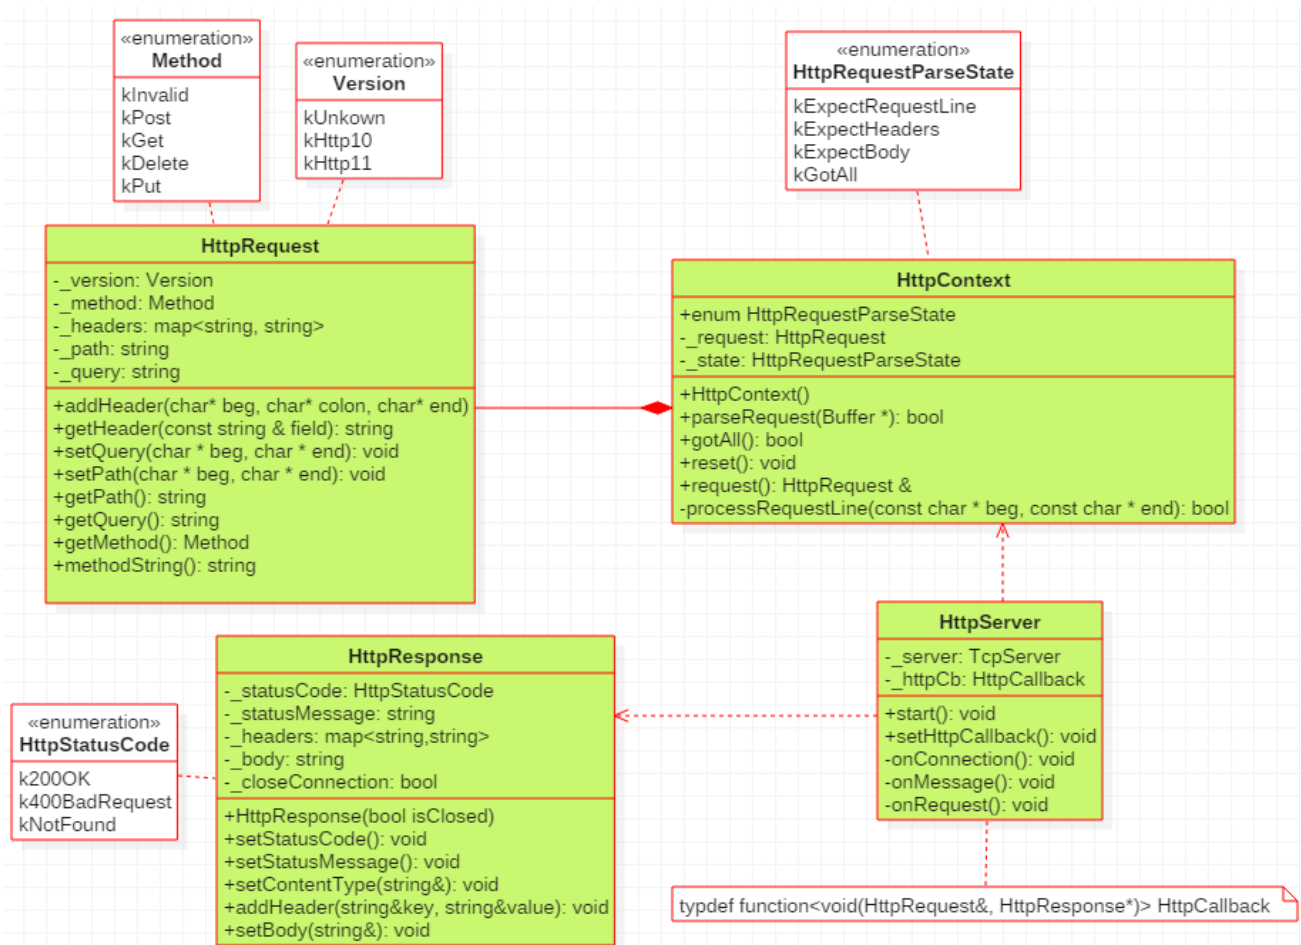 «enumeration»
Method
kInvalid
kPost
kGet
kDelete
kPut
«enumeration»
Version
kUnkown
kHttp10
kHttp11
«enumeration»
HttpRequestParseState
kExpectRequestLine
kExpectHeaders
kExpectBody
kGotAll
HttpRequest
-_version: Version
-_method: Method
-_headers: map<string, string>
-_path: string
-_query: string
+addHeader(char* beg, char* colon, char* end)
+getHeader(const string & field): string
+setQuery(char * beg, char * end): void
+setPath(char * beg, char * end): void
+getPath(): string
+getQuery(): string
+getMethod(): Method
+methodString(): string
HttpContext
+enum HttpRequestParseState
-_request: HttpRequest
-_state: HttpRequestParseState
+HttpContext()
+parseRequest(Buffer *): bool
+gotAll(): bool
+reset(): void
+request(): HttpRequest &
-processRequestLine(const char * beg, const char * end): bool
HttpServer
-_server: TcpServer
-_httpCb: HttpCallback
+start(): void
+setHttpCallback(): void
-onConnection(): void
-onMessage(): void
-onRequest(): void
HttpResponse
-_statusCode: HttpStatusCode
-_statusMessage: string
-_headers: map<string,string>
-_body: string
-_closeConnection: bool
+HttpResponse(bool isClosed)
+setStatusCode(): void
+setStatusMessage(): void
+setContentType(string&): void
+addHeader(string&key, string&value): void
+setBody(string&): void
«enumeration»
HttpStatusCode
k200OK
k400BadRequest
kNotFound
typdef function<void(HttpRequest&, HttpResponse*)> HttpCallback